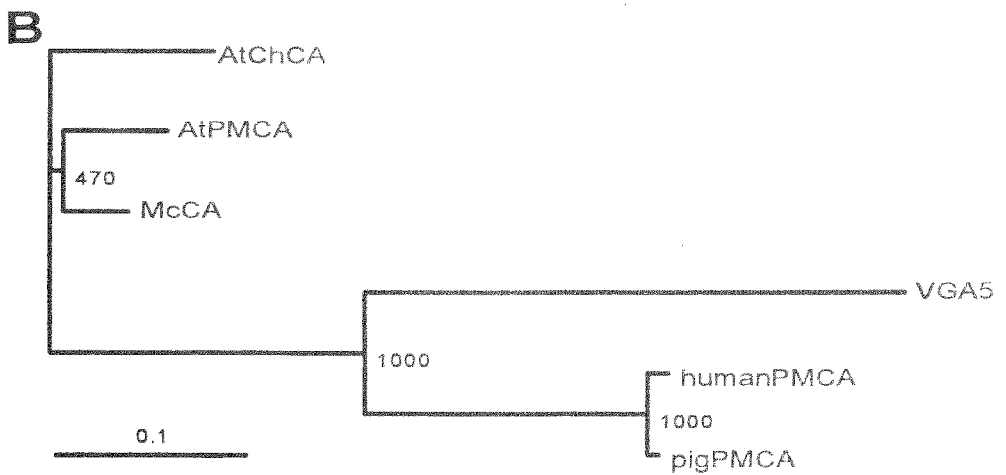 B
AtChCA
AtPMCA
470
McCA
VGA5
1000
humanPMCA
1000
0.1
pigPMCA